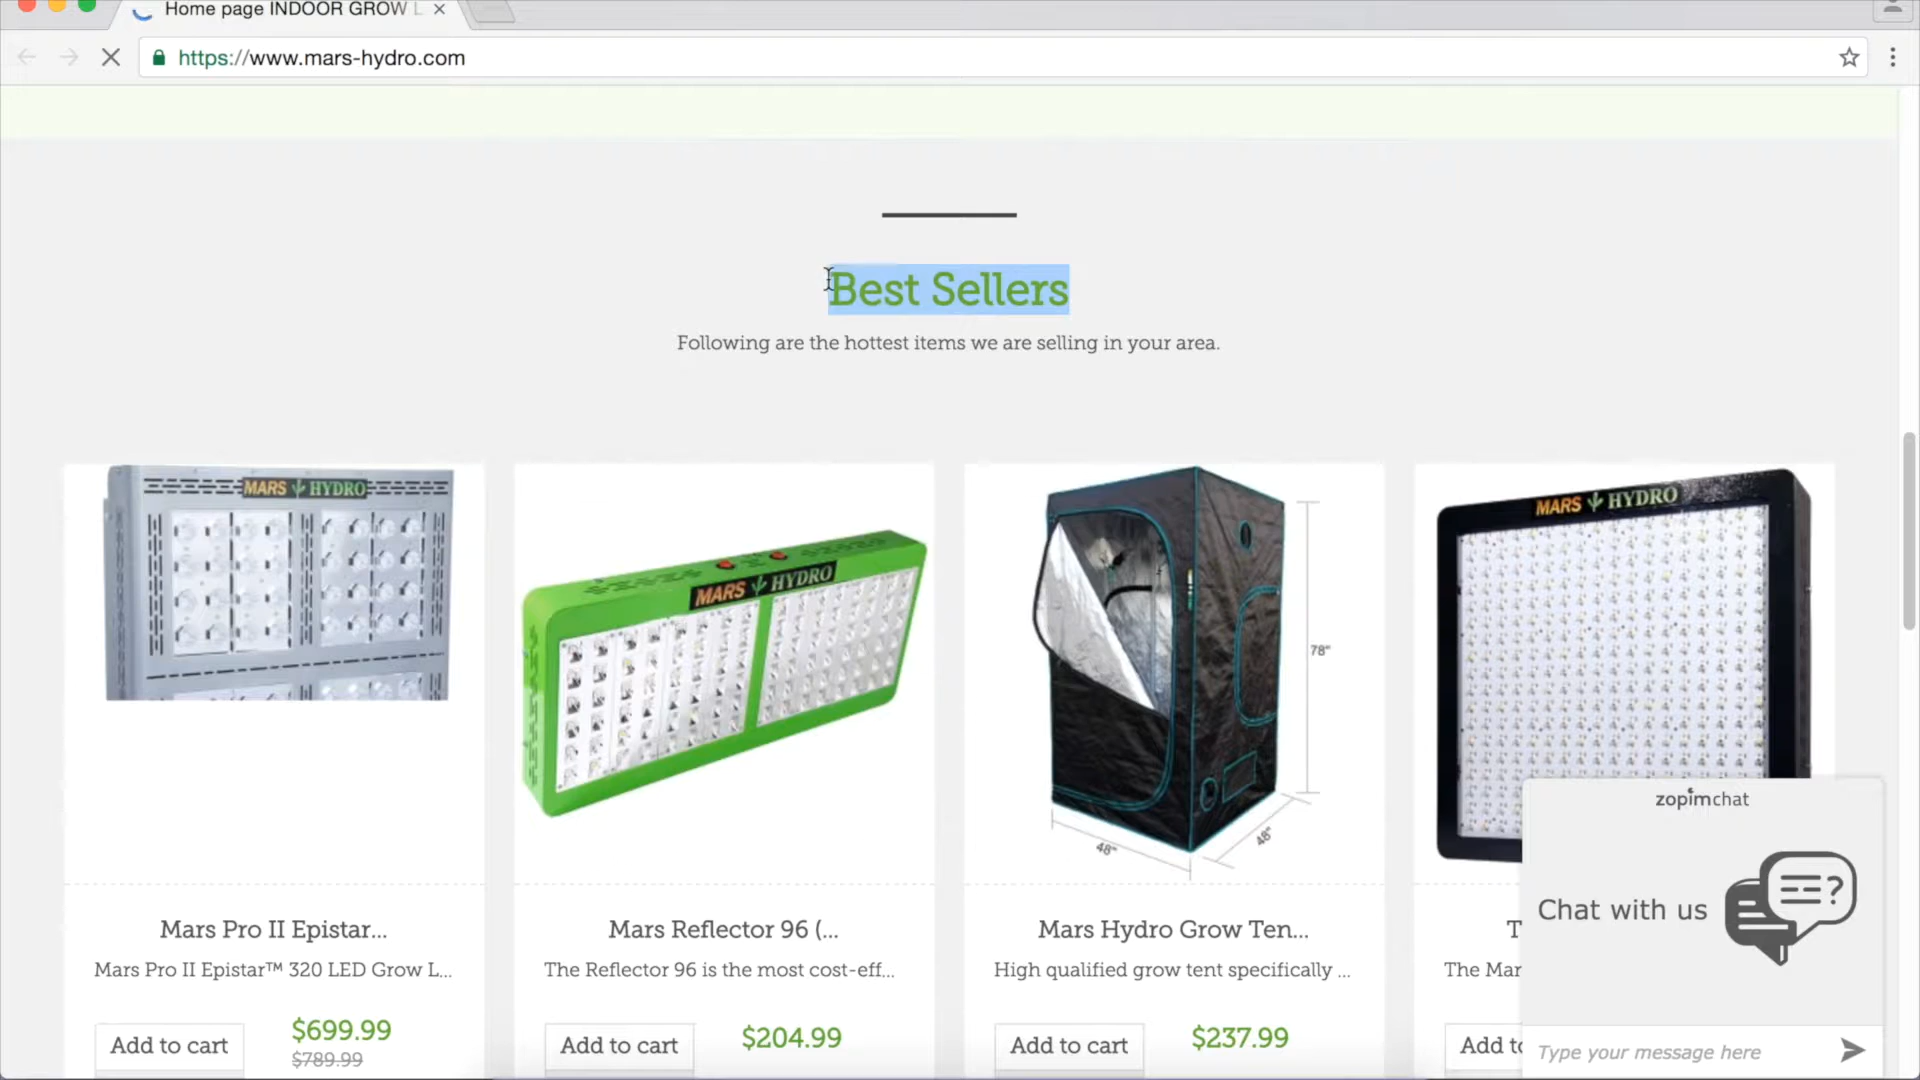 Home page INDOOR GROW L
https://www.mars-hydro.com
Best Sellers
Following are the hottest items we are selling in your area.
MARS HYDRO
MARS HYDRO
78"
48"
48"
MARS HYDRO
Mars Pro II Epistar...
Mars Pro II Epistar™ 320 LED Grow L...
Add to cart
$699.99
$789.99
Mars Reflector 96 (...
The Reflector 96 is the most cost-eff...
Add to cart
$204.99
Mars Hydro Grow Ten...
High qualified grow tent specifically ...
Add to cart
$237.99
T
The Mar
Add to
zopim chat
Chat with us
Type your message here